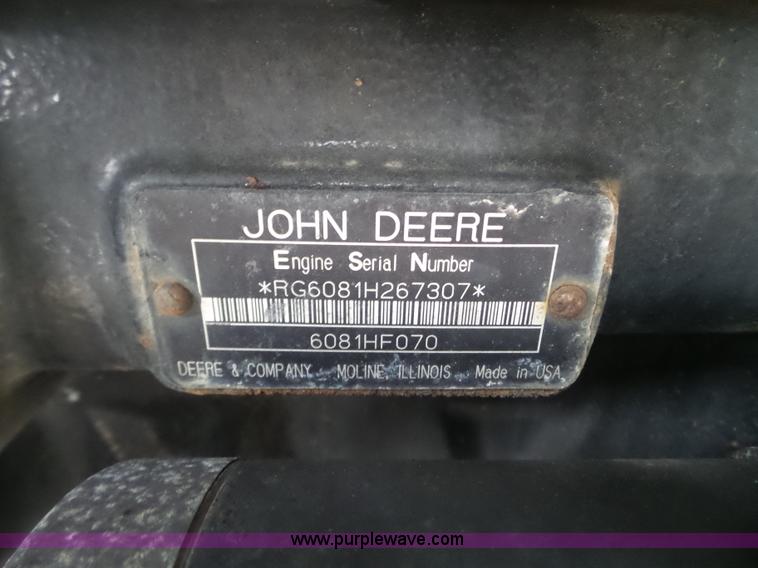 JOHN DEERE
Engine Serial Number
*RG6081H267307*
6081HF070
DEERE & COMPANY MOLINE, ILLINOIS Made in USA
www.purplewave.com